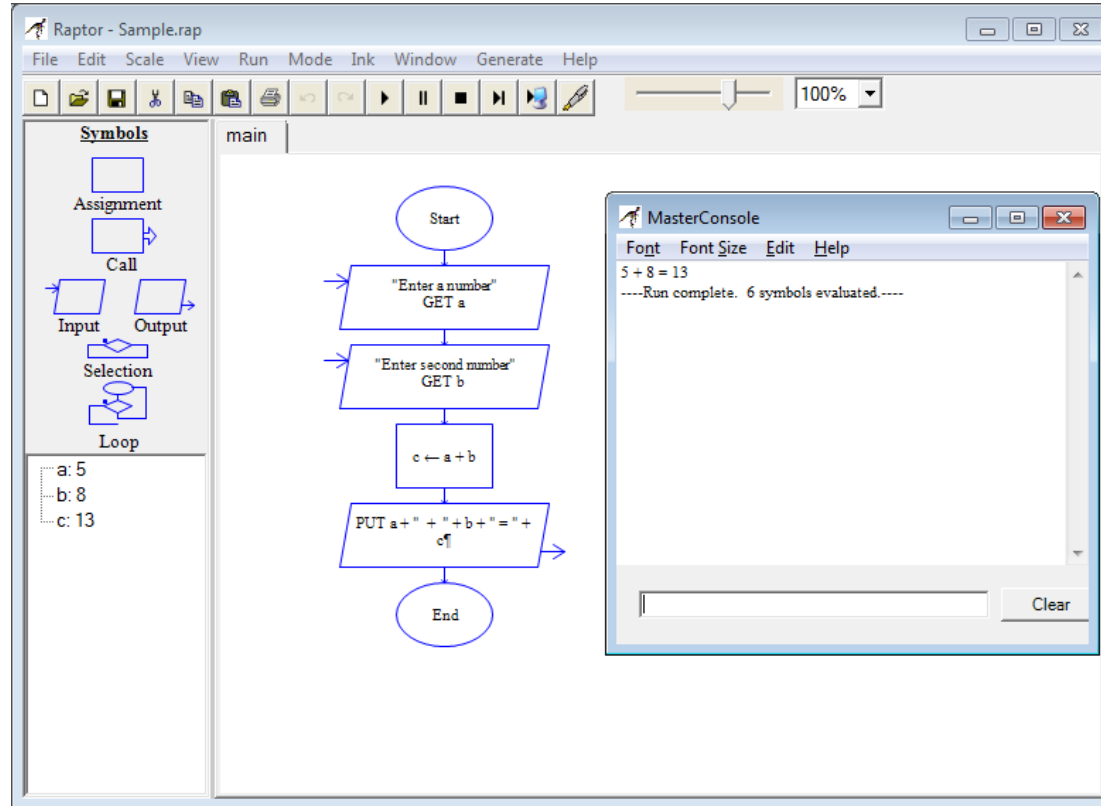 Raptor - Sample.rap
File Edit Scale View Run Mode Ink Window Generate Help
100%
Symbols
Assignment
Call
Input Output
Selection
Loop
a: 5
b: 8
c: 13
main
Start
"Enter a number"
GET a
"Enter second number"
GET b
c ← a + b
PUT a + " + " + b + " = " +
c¶
End
MasterConsole
Font Font Size Edit Help
5 + 8 = 13
----Run complete. 6 symbols evaluated.----
Clear